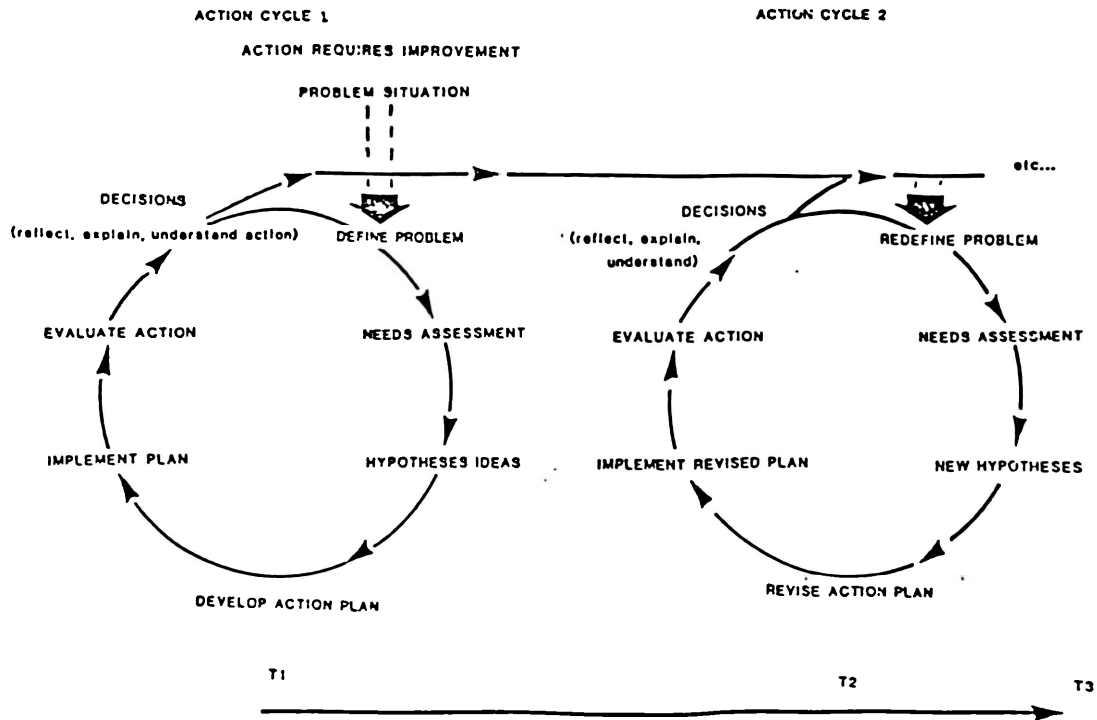 ACTION CYCLE 1
ACTION REQUIRES IMPROVEMENT
PROBLEM SITUATION
DECISIONS
(reflect, explain, understand action)
DEFINE PROBLEM
EVALUATE ACTION
NEEDS ASSESSMENT
IMPLEMENT PLAN
HYPOTHESES IDEAS
DEVELOP ACTION PLAN
ACTION CYCLE 2
etc...
DECISIONS
(reflect, explain,
understand)
REDEFINE PROBLEM
EVALUATE ACTION
NEEDS ASSESSMENT
IMPLEMENT REVISED PLAN
NEW HYPOTHESES
REVISE ACTION PLAN
T1
T2
T3